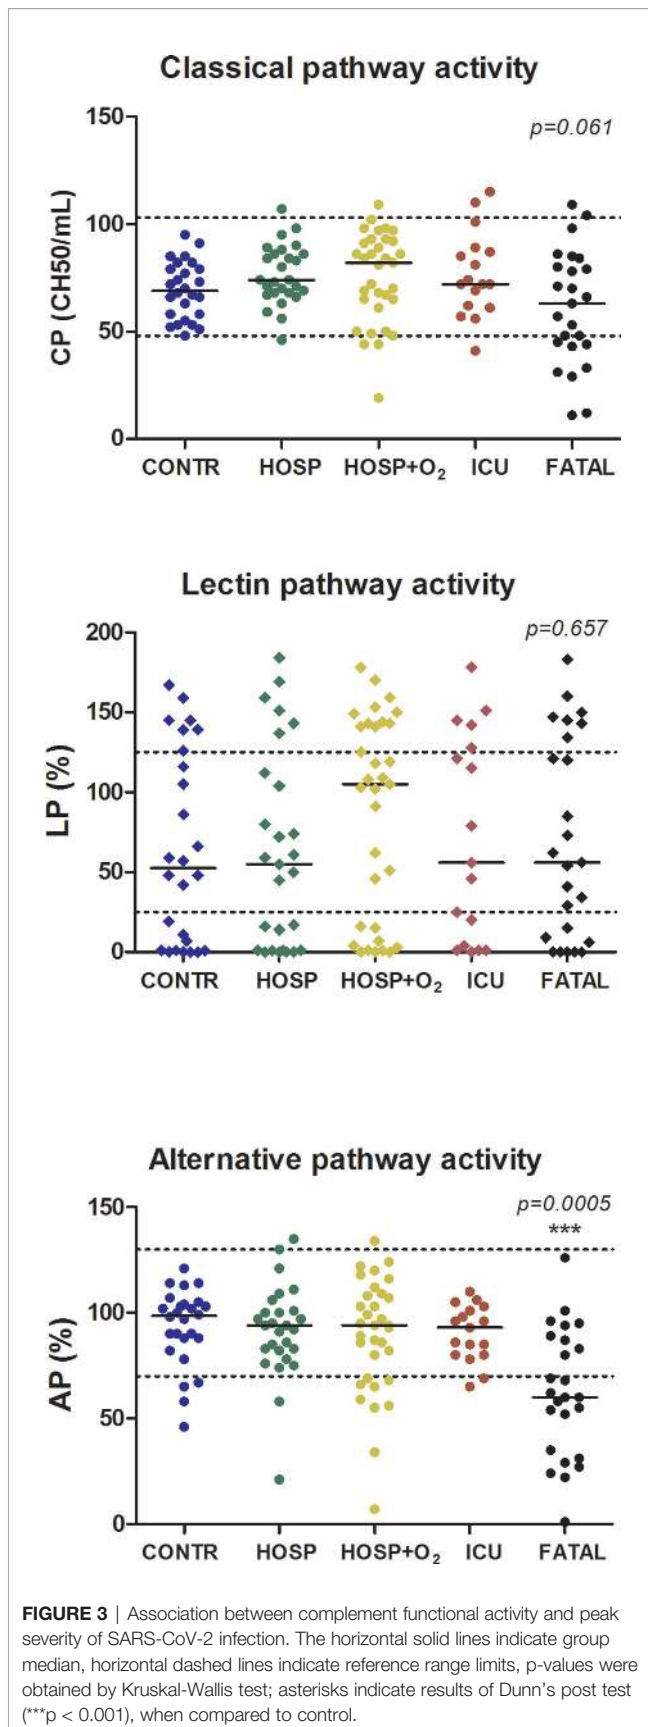 Classical pathway activity
p=0.061
CP (CH50/mL)
150
100
50
0
CONTR HOSP HOSP+O₂ ICU FATAL
Lectin pathway activity
p=0.657
LP (%)
200
150
100
50
0
CONTR HOSP HOSP+O₂ ICU FATAL
Alternative pathway activity
p=0.0005
***
AP (%)
150
100
50
0
CONTR HOSP HOSP+O₂ ICU FATAL
FIGURE 3 | Association between complement functional activity and peak
severity of SARS-CoV-2 infection. The horizontal solid lines indicate group
median, horizontal dashed lines indicate reference range limits, p-values were
obtained by Kruskal-Wallis test; asterisks indicate results of Dunn's post test
(***p < 0.001), when compared to control.